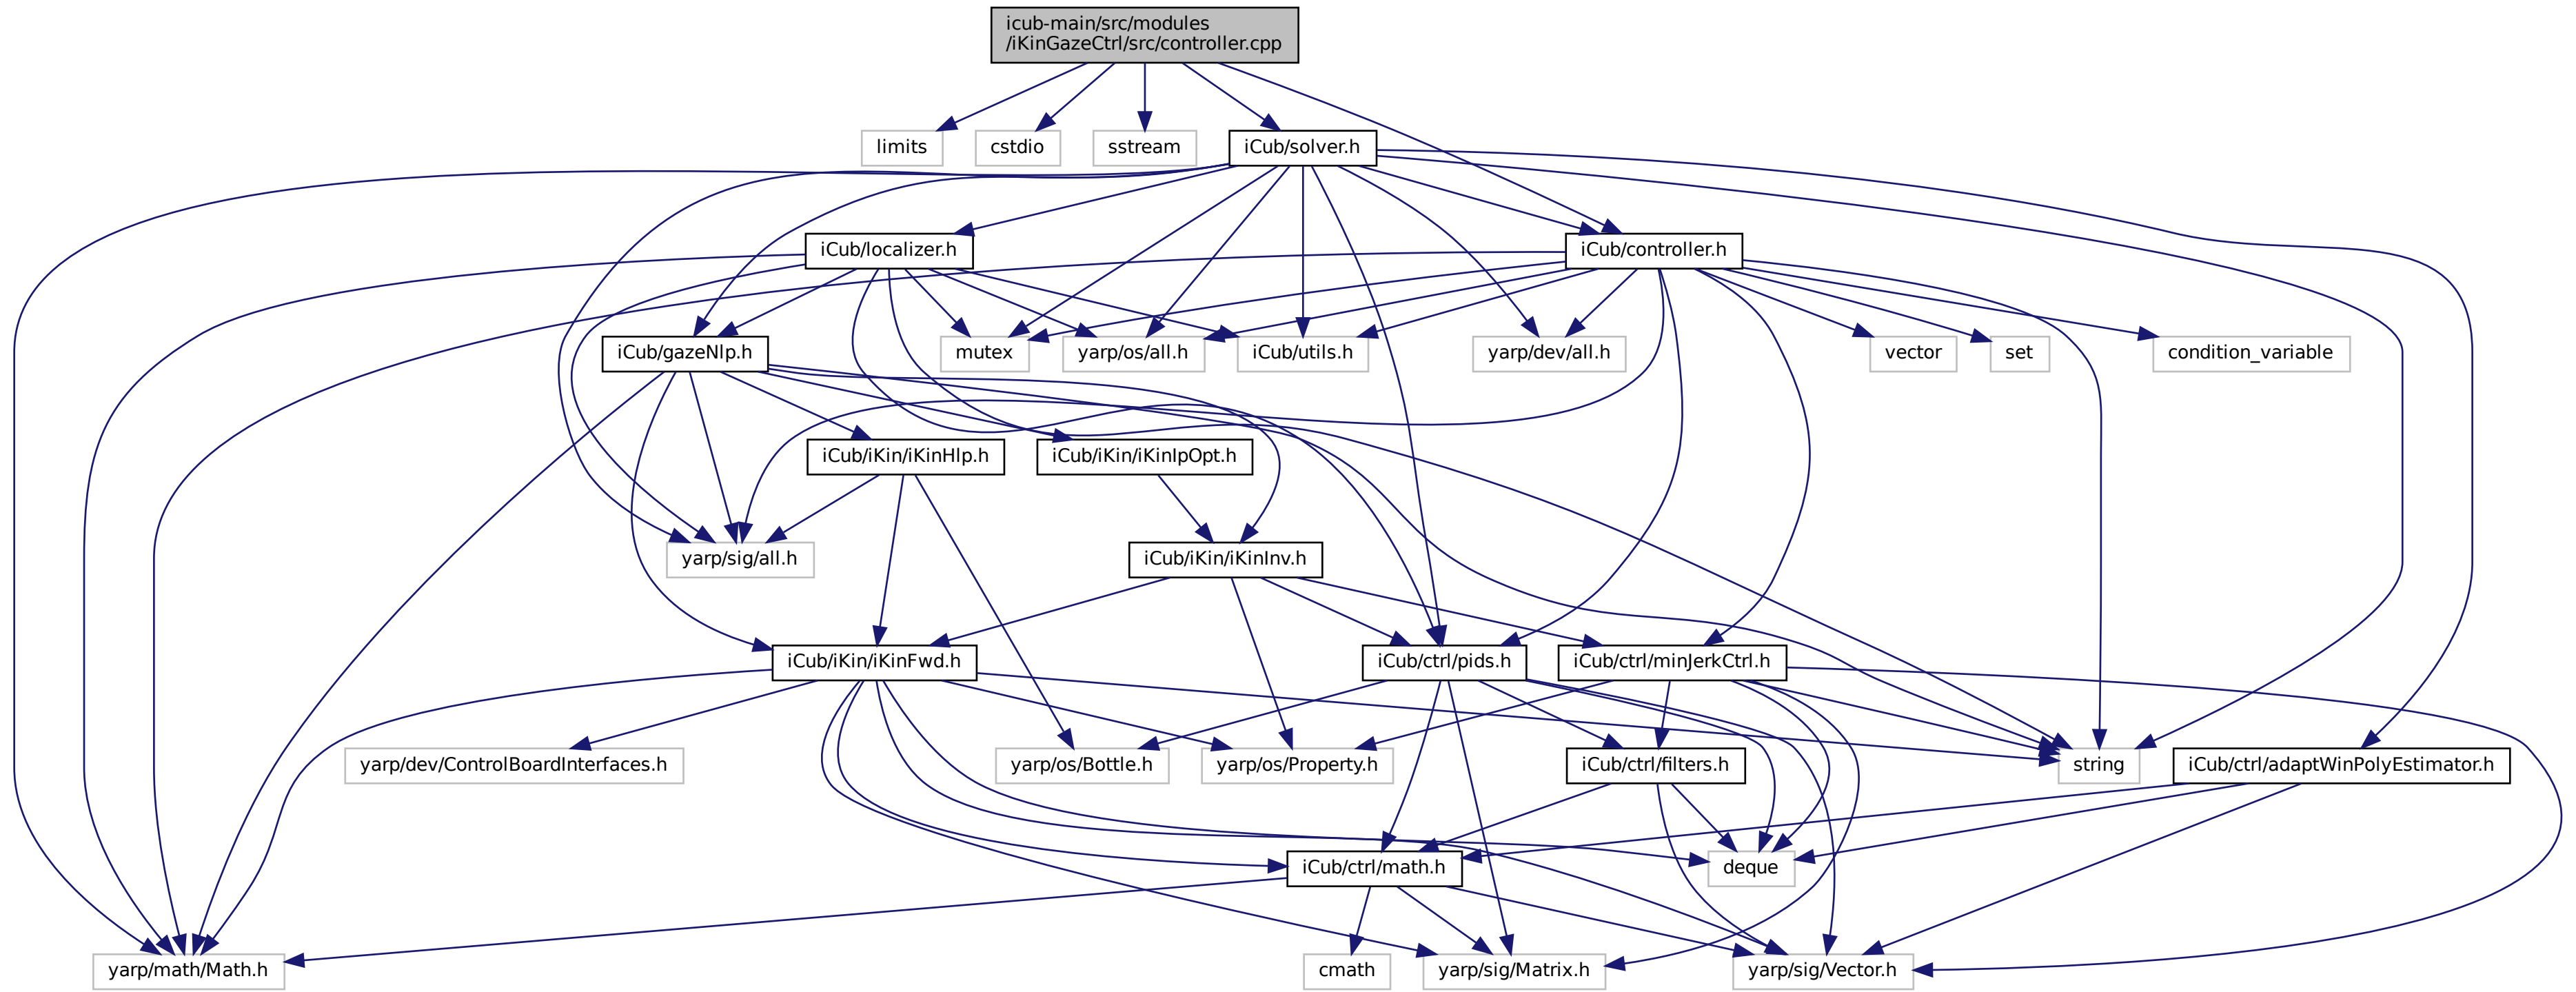 icub-main/src/modules
/iKinGazeCtrl/src/controller.cpp
limits
cstdio
sstream
iCub/solver.h
iCub/localizer.h
iCub/controller.h
iCub/gazeNlp.h
mutex
yarp/os/all.h
iCub/utils.h
yarp/dev/all.h
vector
set
condition_variable
iCub/iKin/iKinHlp.h
iCub/iKin/iKinIpOpt.h
yarp/sig/all.h
iCub/iKin/iKinInv.h
iCub/iKin/iKinFwd.h
iCub/ctrl/pids.h
iCub/ctrl/minJerkCtrl.h
yarp/dev/ControlBoardInterfaces.h
yarp/os/Bottle.h
yarp/os/Property.h
iCub/ctrl/filters.h
string
iCub/ctrl/adaptWinPolyEstimator.h
iCub/ctrl/math.h
deque
yarp/math/Math.h
cmath
yarp/sig/Matrix.h
yarp/sig/Vector.h